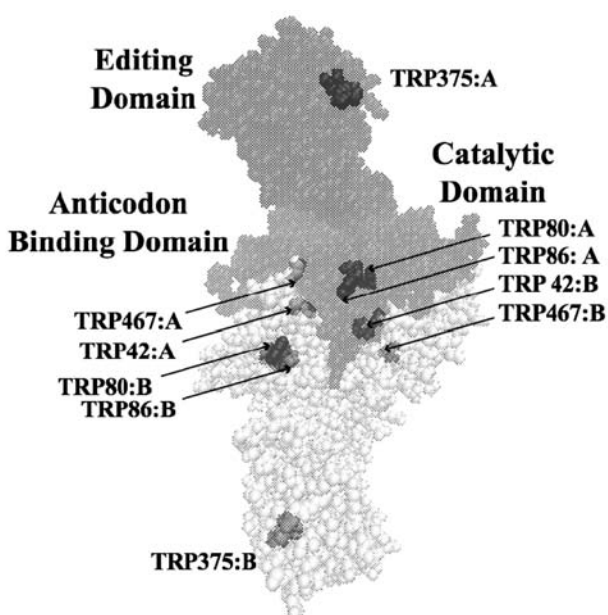 Editing
Domain
TRP375:A
Catalytic
Domain
Anticodon
Binding Domain
TRP80:A
TRP86: A
TRP 42:B
TRP467:B
TRP467:A
TRP42:A
TRP80:B
TRP86:B
TRP375:B